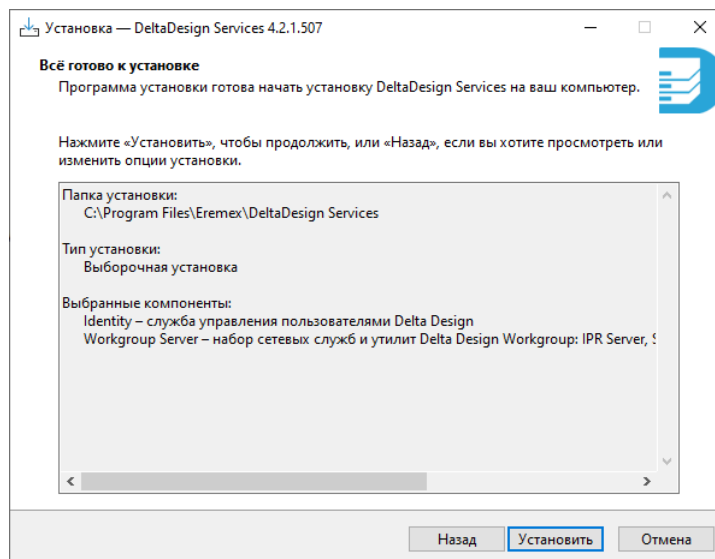 Установка — DeltaDesign Services 4.2.1.507
Всё готово к установке
Программа установки готова начать установку DeltaDesign Services на ваш компьютер.
Нажмите «Установить», чтобы продолжить, или «Назад», если вы хотите просмотреть или
изменить опции установки.
Папка установки:
C:\Program Files\Eremex\DeltaDesign Services
Тип установки:
Выборочная установка
Выбранные компоненты:
Identity – служба управления пользователями Delta Design
Workgroup Server – набор сетевых служб и утилит Delta Design Workgroup: IPR Server,
Назад
Установить
Отмена